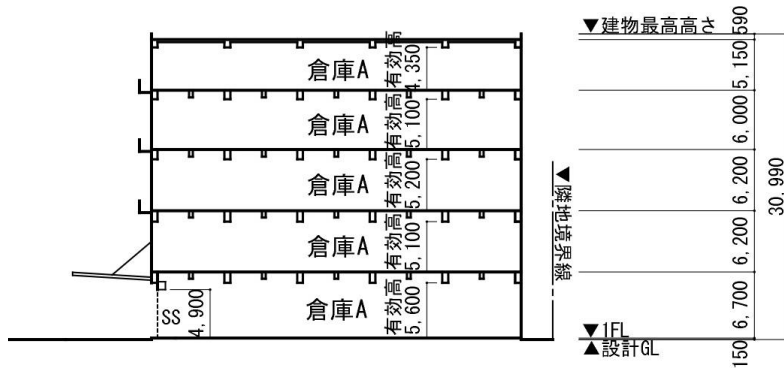 ▼建物最高高さ
590
倉庫A
有効高
4,350
5,150
倉庫A
有効高
5,100
6,000
倉庫A
有効高
5,200
6,200
30,990
▼隣地境界線
倉庫A
有効高
5,100
6,200
SS
4,900
倉庫A
有効高
5,600
6,700
▼1FL
▲設計GL
150